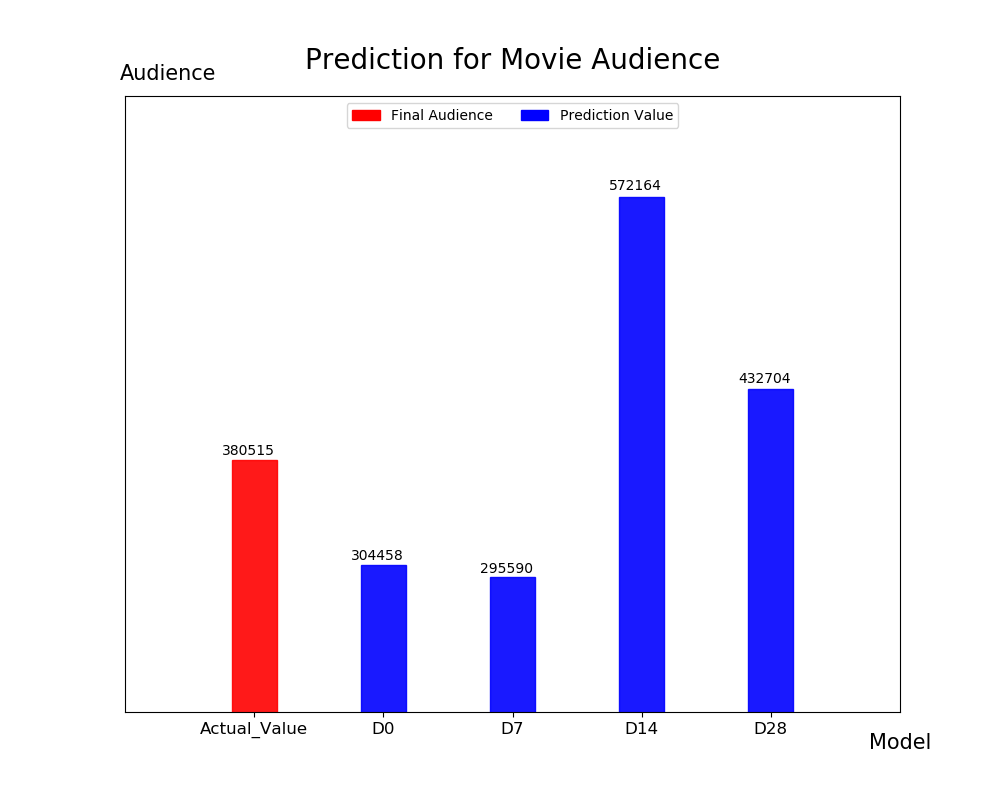 Prediction for Movie Audience
Audience
Final Audience
Prediction Value
572164
432704
380515
304458
295590
Actual_Value
D0
D7
D14
D28
Model